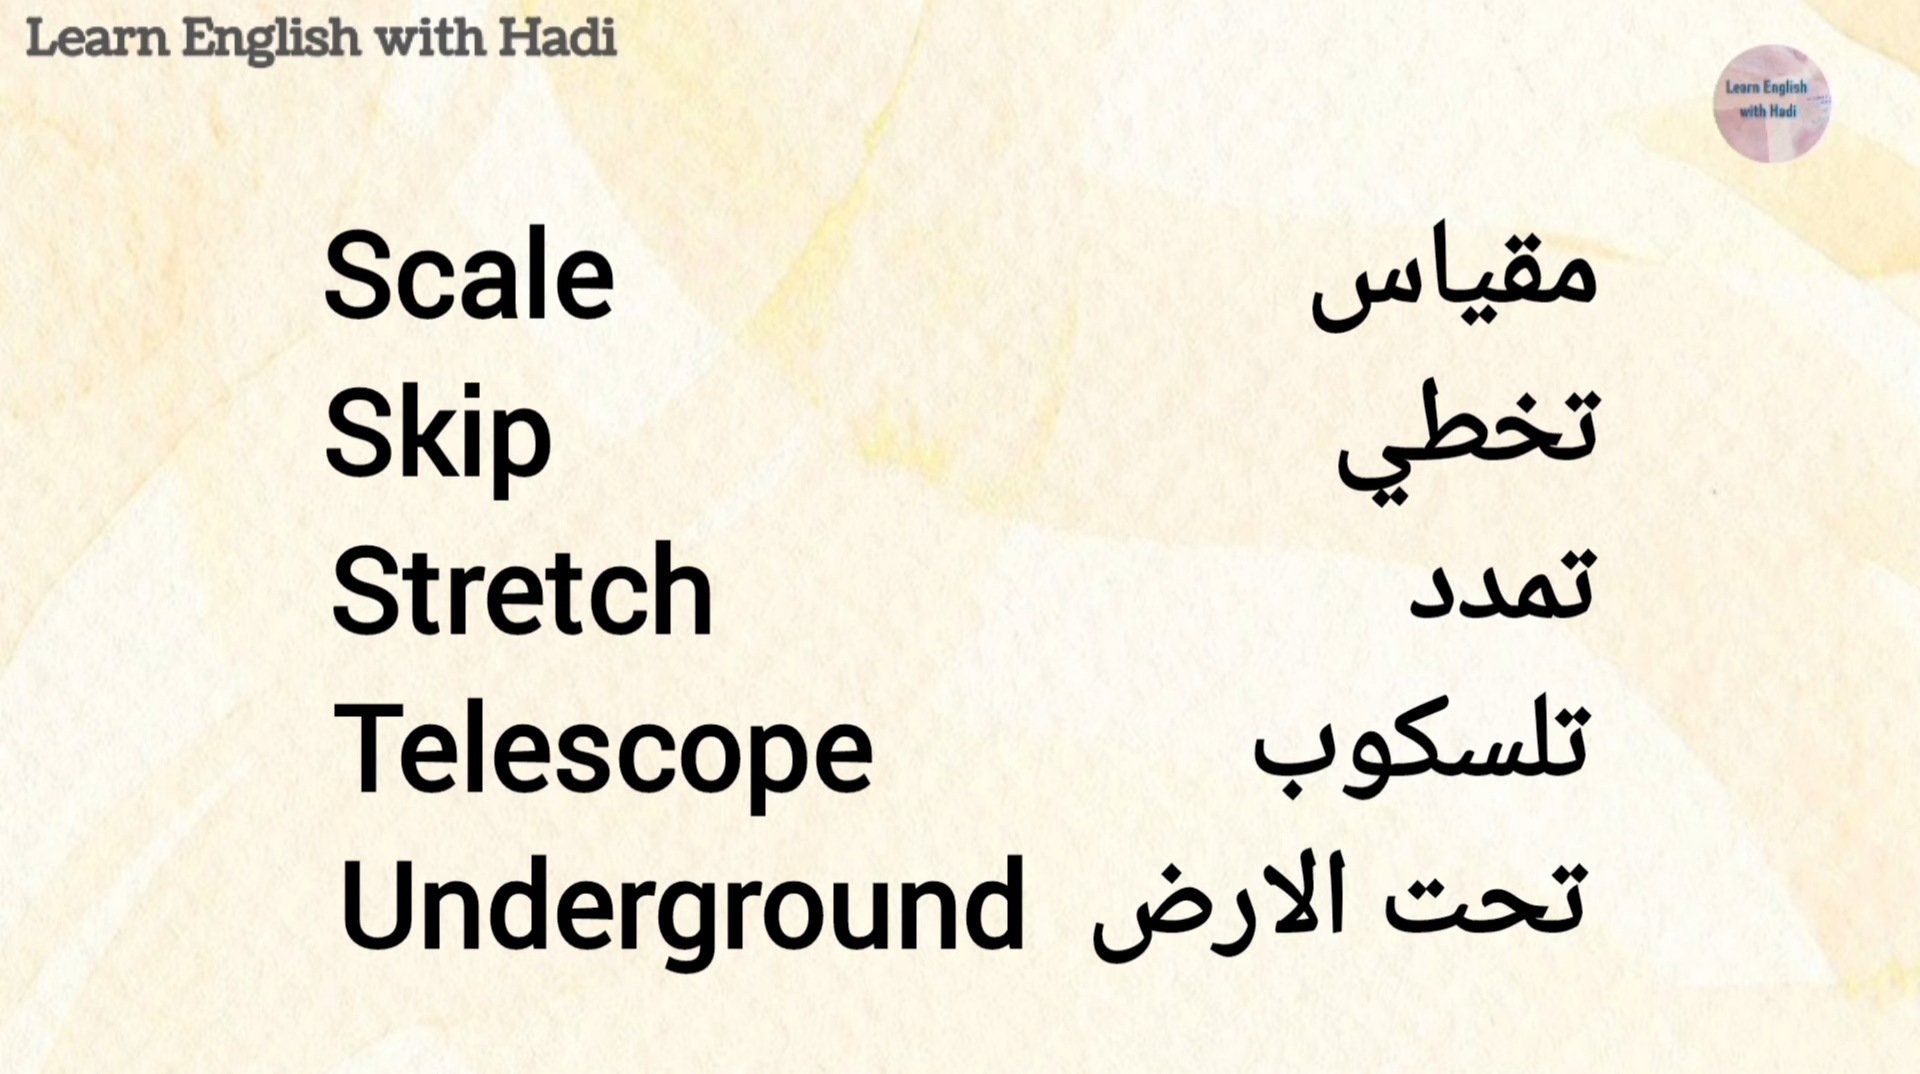 Learn English with Hadi
Learn English
with Hadi
Scale مقياس
Skip تخطي
Stretch تمدد
Telescope تلسكوب
Underground تحت الارض